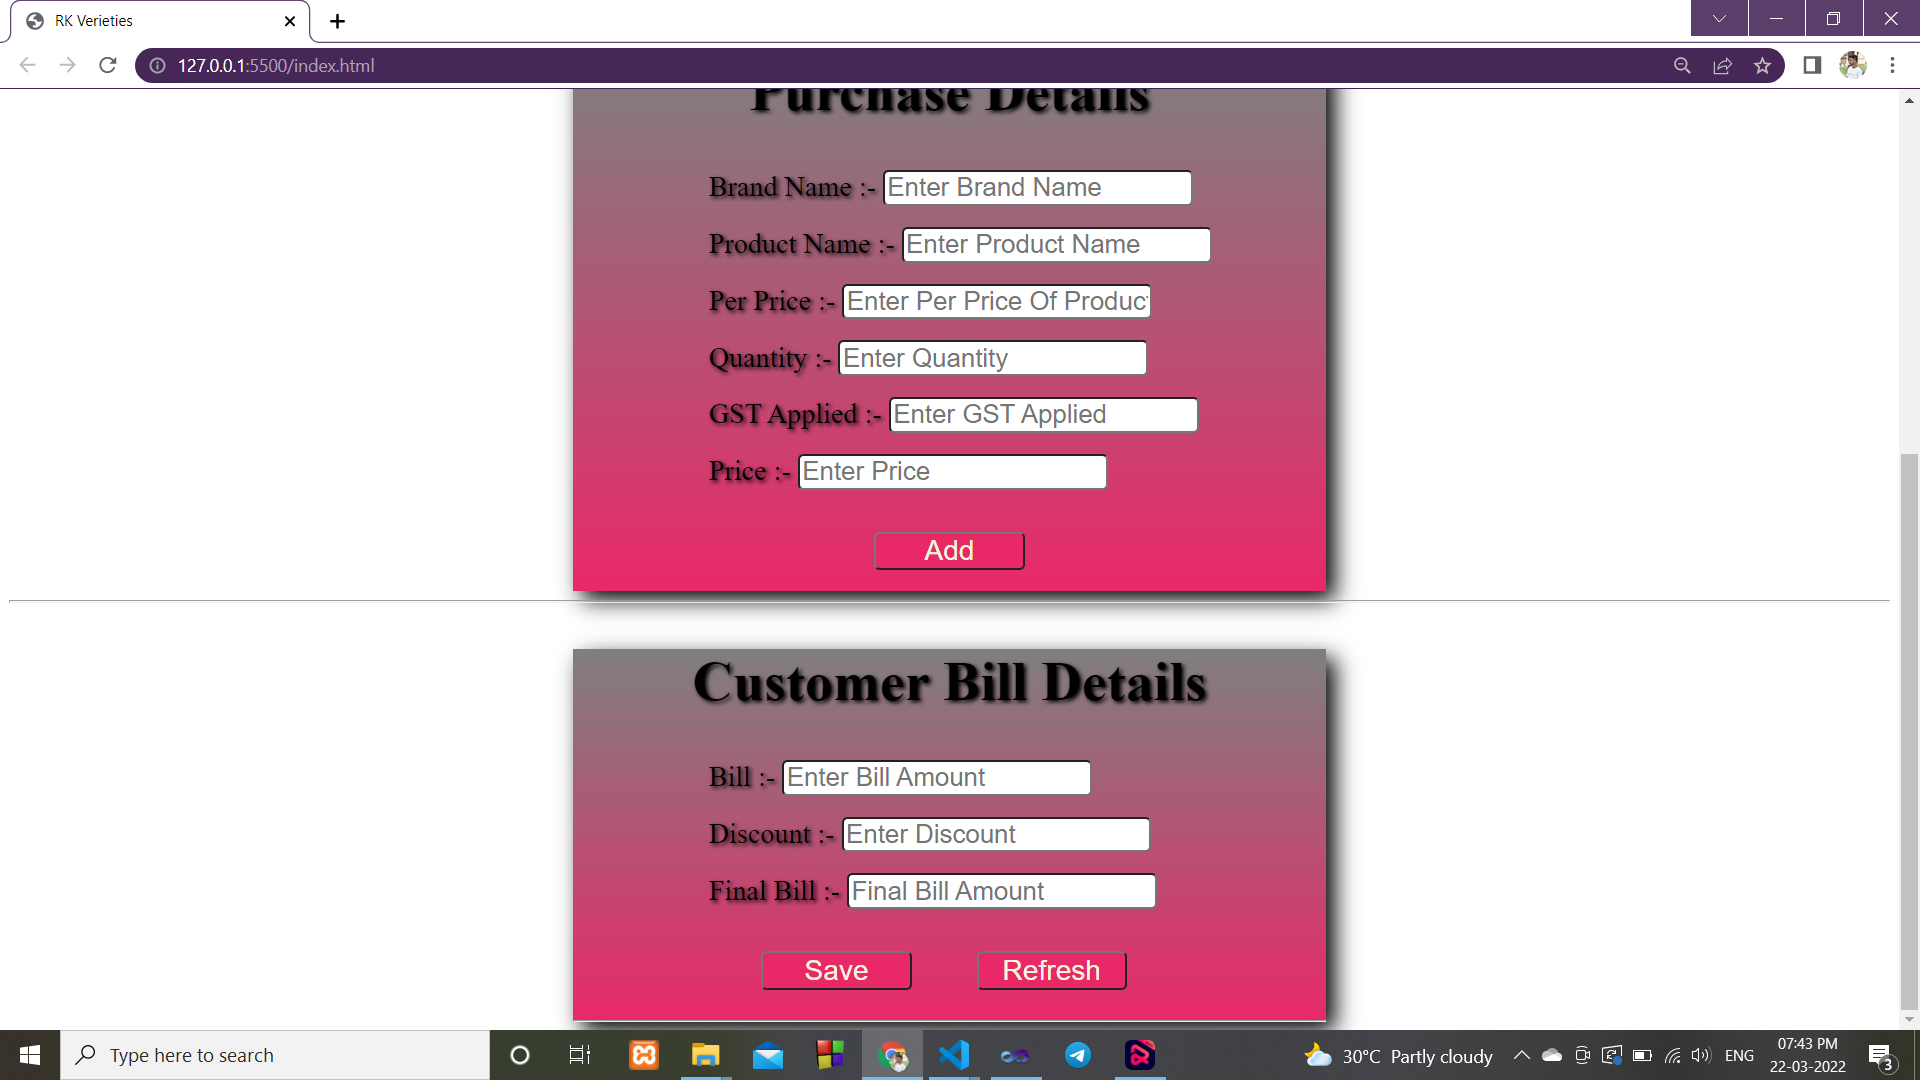 RK Verieties
127.0.0.1:5500/index.html
Purchase Details
Brand Name :- Enter Brand Name
Product Name :- Enter Product Name
Per Price :- Enter Per Price Of Product
Quantity :- Enter Quantity
GST Applied :- Enter GST Applied
Price :- Enter Price
Add
Customer Bill Details
Bill :- Enter Bill Amount
Discount :- Enter Discount
Final Bill :- Final Bill Amount
Save Refresh
Type here to search
30°C Partly cloudy
ENG
07:43 PM
22-03-2022
3